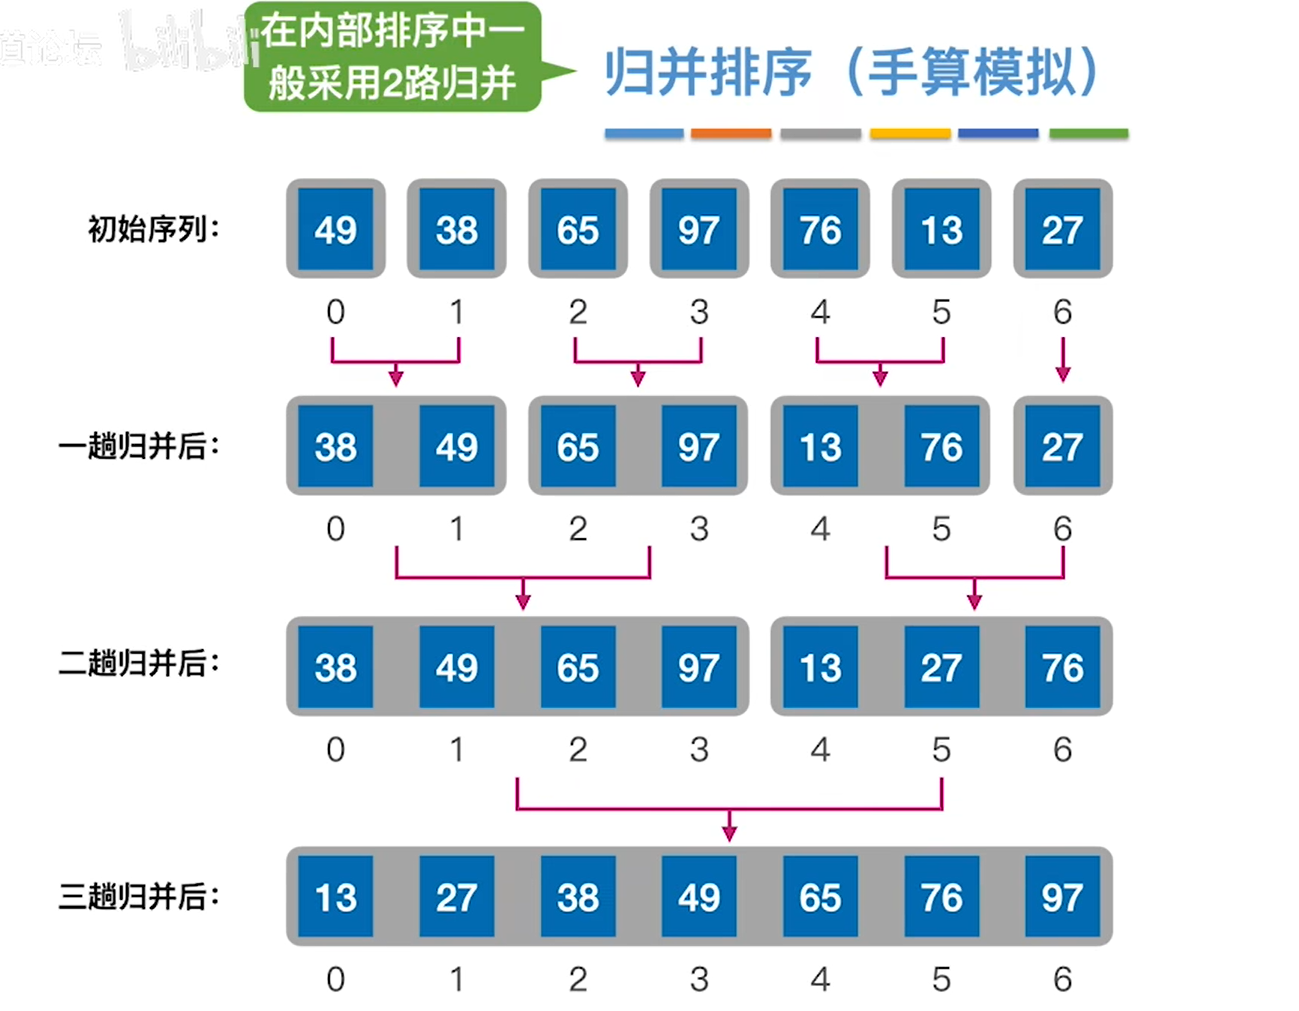 道论坛 bilibili
在内部排序中一
般采用2路归并
归并排序（手算模拟）
初始序列： 49 38 65 97 76 13 27
0 1 2 3 4 5 6
一趟归并后： 38 49 65 97 13 76 27
0 1 2 3 4 5 6
二趟归并后： 38 49 65 97 13 27 76
0 1 2 3 4 5 6
三趟归并后： 13 27 38 49 65 76 97
0 1 2 3 4 5 6